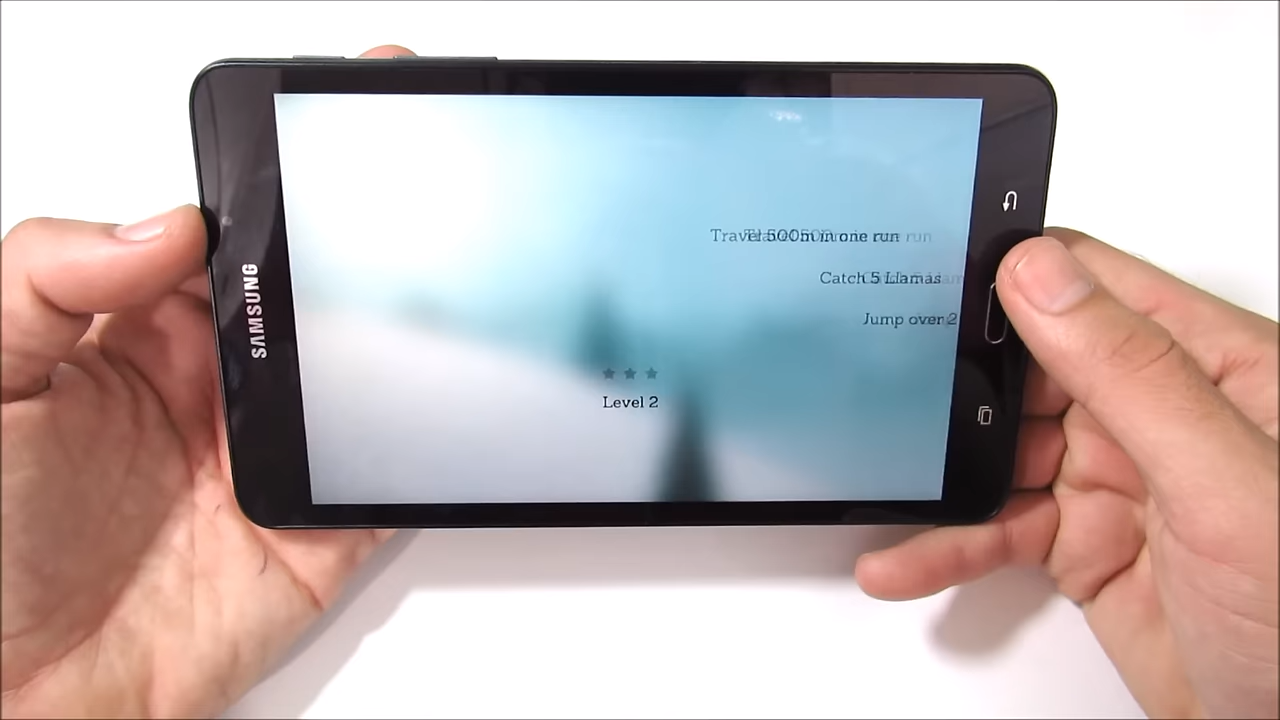 SAMSUNG
Travel 500m in one run
Catch 5 Llamas
Jump over 2
Level 2